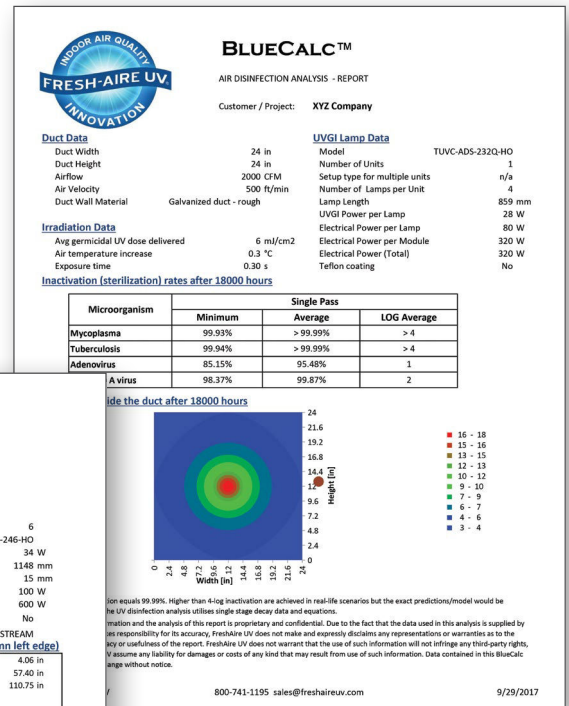 INDOOR AIR QUALITY
FRESH-AIRE UV
INNOVATION
BLUECALC™
AIR DISINFECTION ANALYSIS - REPORT
Customer / Project: XYZ Company
Duct Data
Duct Width 24 in
Duct Height 24 in
Airflow 2000 CFM
Air Velocity 500 ft/min
Duct Wall Material Galvanized duct - rough
Irradiation Data
Avg germicidal UV dose delivered 6 mJ/cm2
Air temperature increase 0.3 °C
Exposure time 0.30 s
UVGI Lamp Data
Model TUVC-ADS-232Q-HO
Number of Units 1
Setup type for multiple units n/a
Number of Lamps per Unit 4
Lamp Length 859 mm
UVGI Power per Lamp 28 W
Electrical Power per Lamp 80 W
Electrical Power per Module 320 W
Electrical Power (Total) 320 W
Teflon coating No
Inactivation (sterilization) rates after 18000 hours
Microorganism Single Pass
Minimum Average LOG Average
Mycoplasma 99.93% > 99.99% > 4
Tuberculosis 99.94% > 99.99% > 4
Adenovirus 85.15% 95.48% 1
A virus 98.37% 99.87% 2
ide the duct after 18000 hours
24
21.6
19.2
16.8
14.4
12
9.6
7.2
4.8
2.4
0
Height [in]
0 2.4 4.8 7.2 9.6 12 14.4 16.8 19.2 21.6 24
Width [in]
16 - 18
15 - 16
13 - 15
12 - 13
10 - 12
9 - 10
7 - 9
6 - 7
4 - 6
3 - 4
ion equals 99.99%. Higher than 4-log inactivation are achieved in real-life scenarios but the exact predictions/model would be
he UV disinfection analysis utilises single stage decay data and equations.
rmation and the analysis of this report is proprietary and confidential. Due to the fact that the data used in this analysis is supplied by
es responsibility for its accuracy, FreshAire UV does not make and expressly disclaims any representations or warranties as to the
acy or usefulness of the report. FreshAire UV does not warrant that the use of such information will not infringe any third-party rights,
V assume any liability for damages or costs of any kind that may result from use of such information. Data contained in this BlueCalc
ange without notice.
800-741-1195 sales@freshaireuv.com 9/29/2017
6
-246-HO
34 W
1148 mm
15 mm
100 W
600 W
No
STREAM
mn left edge)
4.06 in
57.40 in
110.75 in